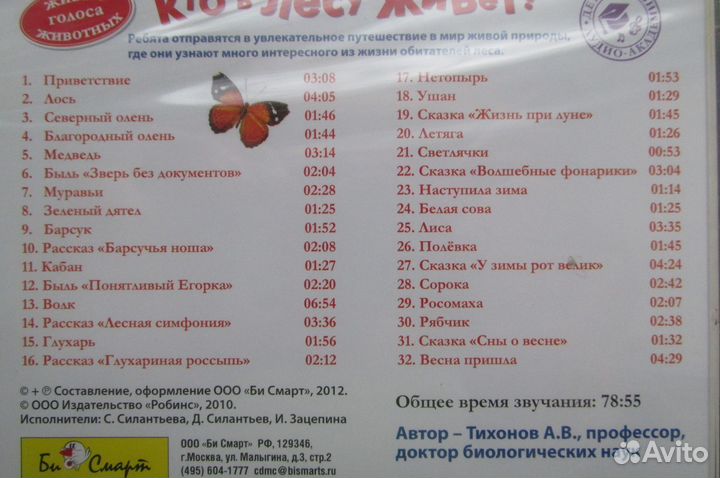 ЖИВЫЕ
ГОЛОСА
ЖИВОТНЫХ
Кто в лесу живет?
Ребята отправятся в увлекательное путешествие в мир живой природы,
где они узнают много интересного из жизни обитателей леса.
АУДИО-АКАДЕМИЯ
1. Приветствие 03:08
2. Лось 04:05
3. Северный олень 01:46
4. Благородный олень 01:44
5. Медведь 03:14
6. Быль «Зверь без документов» 02:04
7. Муравьи 02:28
8. Зеленый дятел 01:25
9. Барсук 01:52
10. Рассказ «Барсучья ноша» 02:08
11. Кабан 01:27
12. Быль «Понятливый Егорка» 02:20
13. Волк 06:54
14. Рассказ «Лесная симфония» 03:36
15. Глухарь 01:56
16. Рассказ «Глухариная россыпь» 02:12
17. Нетопырь 01:53
18. Ушан 01:29
19. Сказка «Жизнь при луне» 01:45
20. Летяга 01:26
21. Светлячки 00:53
22. Сказка «Волшебные фонарики» 03:04
23. Наступила зима 01:14
24. Белая сова 01:25
25. Лиса 03:35
26. Полёвка 01:45
27. Сказка «У зимы рот велик» 04:24
28. Сорока 02:42
29. Росомаха 02:07
30. Рябчик 02:38
31. Сказка «Сны о весне» 01:32
32. Весна пришла 04:29
© + ℗ Составление, оформление ООО «Би Смарт», 2012.
© ООО Издательство «Робинс», 2010.
Исполнители: С. Силантьева, Д. Силантьев, И. Зацепина
Общее время звучания: 78:55
Автор – Тихонов А.В., профессор,
доктор биологических наук
Би Смарт
ООО «Би Смарт» РФ, 129346,
г.Москва, ул. Малыгина, д.3, стр.2
(495) 604-1777 cdmc@bismarts.ru
Avito